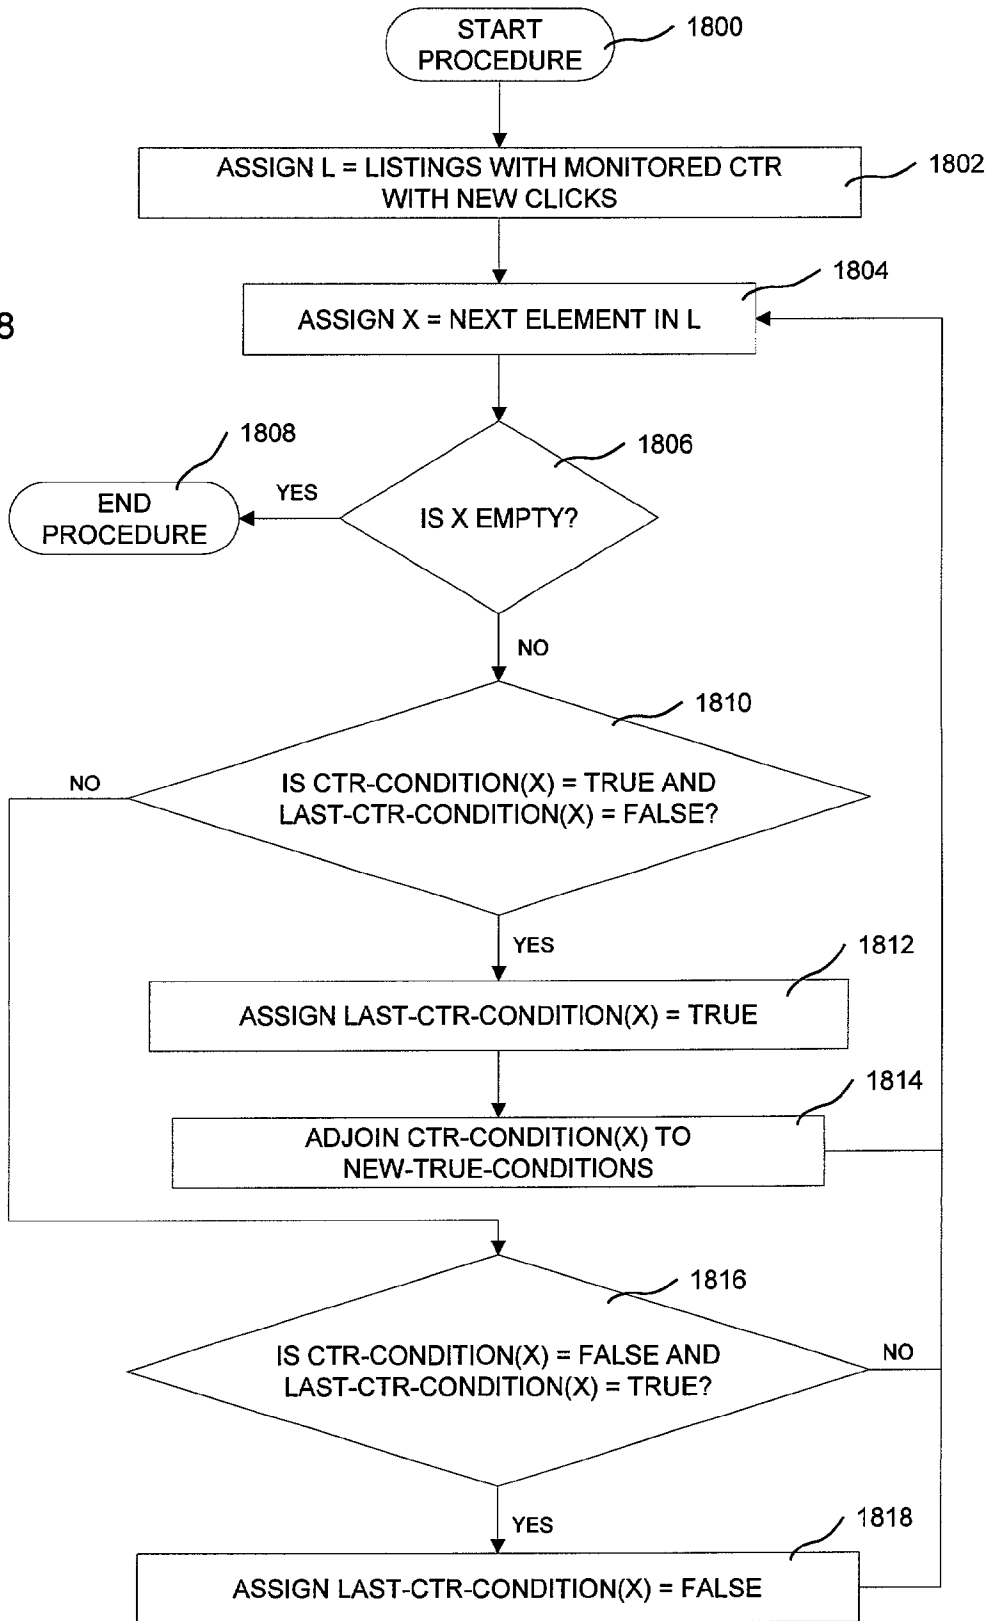 START
PROCEDURE
1800
ASSIGN L = LISTINGS WITH MONITORED CTR
WITH NEW CLICKS
1802
1804
ASSIGN X = NEXT ELEMENT IN L
8
1808
END
PROCEDURE
YES
1806
IS X EMPTY?
NO
1810
NO
IS CTR-CONDITION(X) = TRUE AND
LAST-CTR-CONDITION(X) = FALSE?
YES
1812
ASSIGN LAST-CTR-CONDITION(X) = TRUE
1814
ADJOIN CTR-CONDITION(X) TO
NEW-TRUE-CONDITIONS
1816
IS CTR-CONDITION(X) = FALSE AND
LAST-CTR-CONDITION(X) = TRUE?
NO
YES
1818
ASSIGN LAST-CTR-CONDITION(X) = FALSE